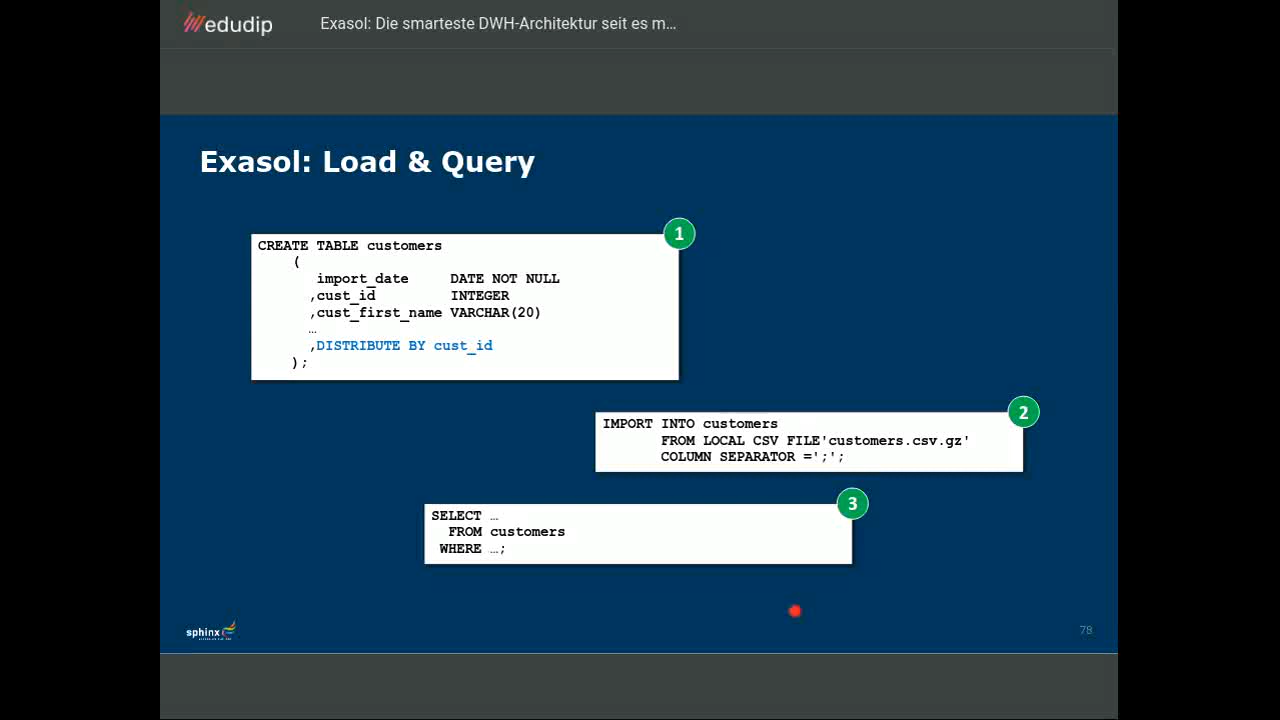 edudip
Exasol: Die smarteste DWH-Architektur seit es m...
Exasol: Load & Query
1
CREATE TABLE customers
(
import_date DATE NOT NULL
,cust_id INTEGER
,cust_first_name VARCHAR(20)
…
,DISTRIBUTE BY cust_id
);
2
IMPORT INTO customers
FROM LOCAL CSV FILE'customers.csv.gz'
COLUMN SEPARATOR =';';
3
SELECT …
FROM customers
WHERE …;
sphinx
78